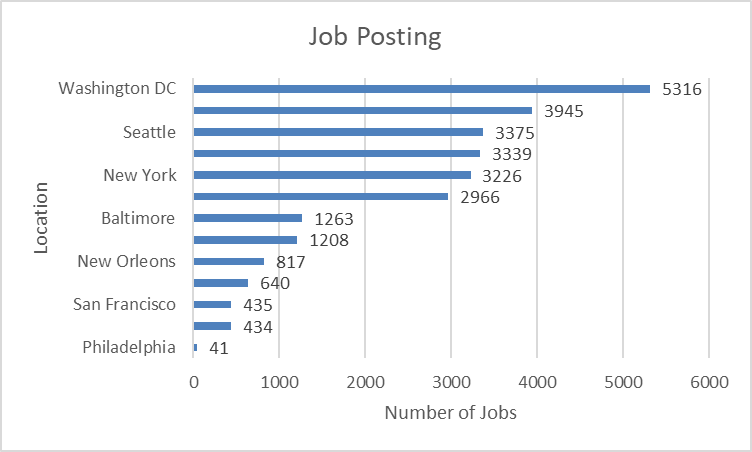 Job Posting
Location
Washington DC 5316
3945
Seattle 3375
3339
New York 3226
2966
Baltimore 1263
1208
New Orleons 817
640
San Francisco 435
434
Philadelphia 41
0 1000 2000 3000 4000 5000 6000
Number of Jobs